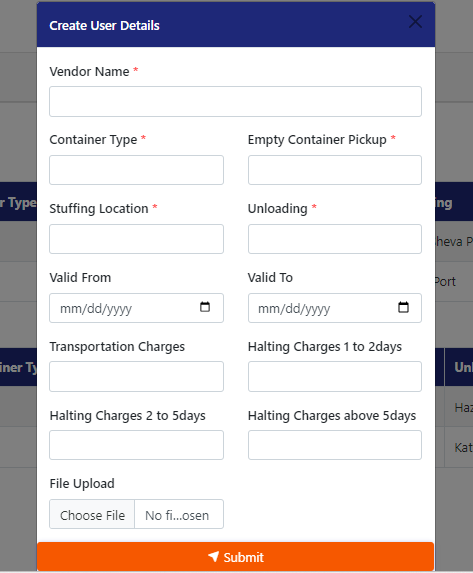 Create User Details
Vendor Name *
Container Type * Empty Container Pickup *
r Type ng
Stuffing Location * Unloading *
heva P
Valid From Valid To
Port
mm/dd/yyyy mm/dd/yyyy
Transportation Charges Halting Charges 1 to 2days
iner Ty Unl
Haz
Halting Charges 2 to 5days Halting Charges above 5days
Kat
File Upload
Choose File No fi...osen
Submit